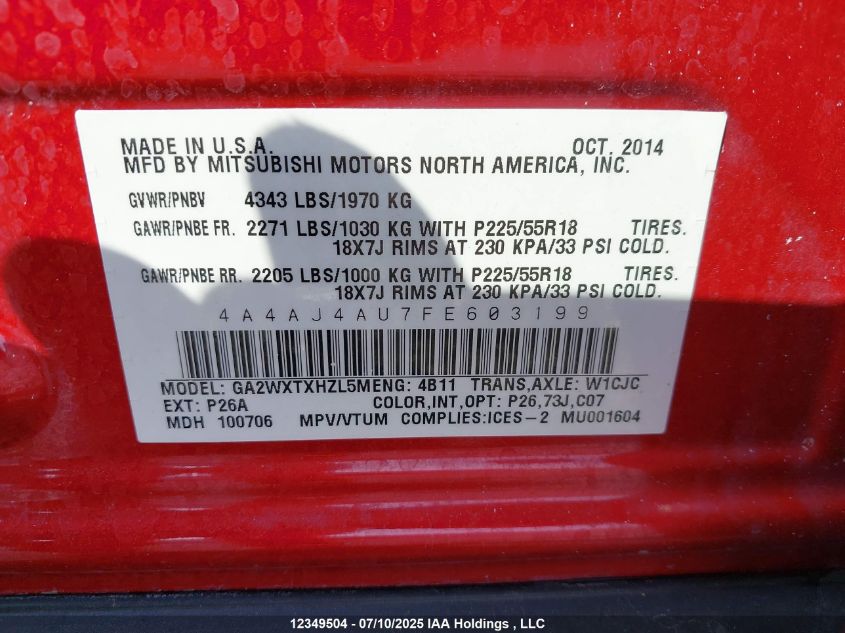 MADE IN U.S.A. OCT. 2014
MFD BY MITSUBISHI MOTORS NORTH AMERICA, INC.
GVWR/PNBV 4343 LBS/1970 KG
GAWR/PNBE FR. 2271 LBS/1030 KG WITH P225/55R18 TIRES.
18X7J RIMS AT 230 KPA/33 PSI COLD.
GAWR/PNBE RR. 2205 LBS/1000 KG WITH P225/55R18 TIRES.
18X7J RIMS AT 230 KPA/33 PSI COLD.
4A4AJ4AU7FE603199
MODEL: GA2WXTXHZL5MENG: 4B11 TRANS,AXLE: W1CJC
EXT: P26A COLOR,INT,OPT: P26,73J,C07
MDH 100706 MPV/VTUM COMPLIES:ICES-2 MU001604
12349504 - 07/10/2025 IAA Holdings , LLC